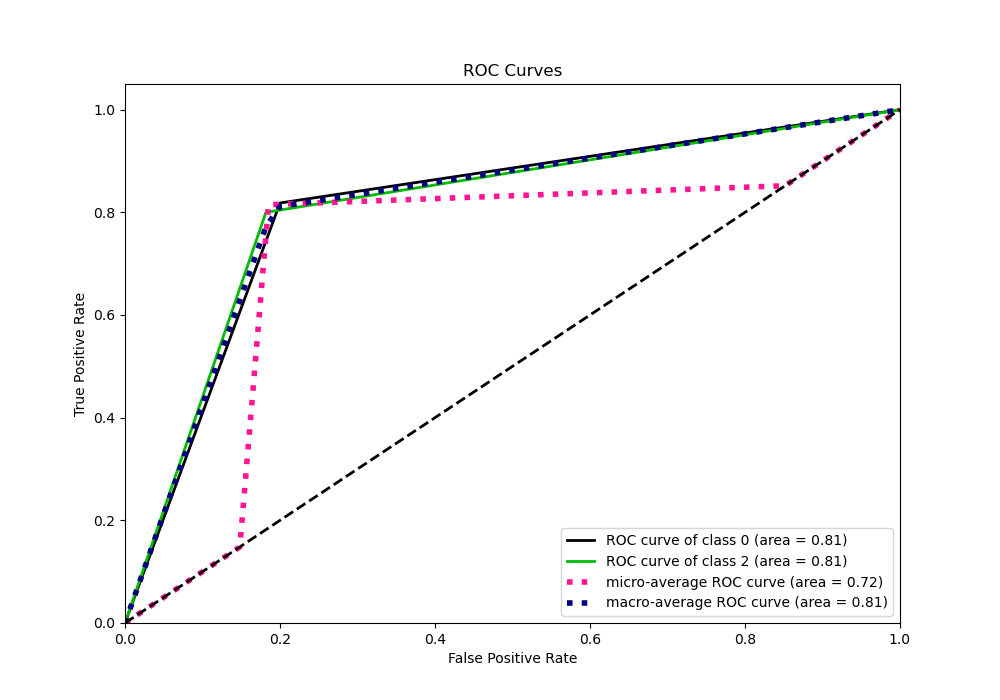 ROC Curves
1.0
0.8
0.6
0.4
0.2
0.0
True Positive Rate
0.0 0.2 0.4 0.6 0.8 1.0
False Positive Rate
ROC curve of class 0 (area = 0.81)
ROC curve of class 2 (area = 0.81)
micro-average ROC curve (area = 0.72)
macro-average ROC curve (area = 0.81)